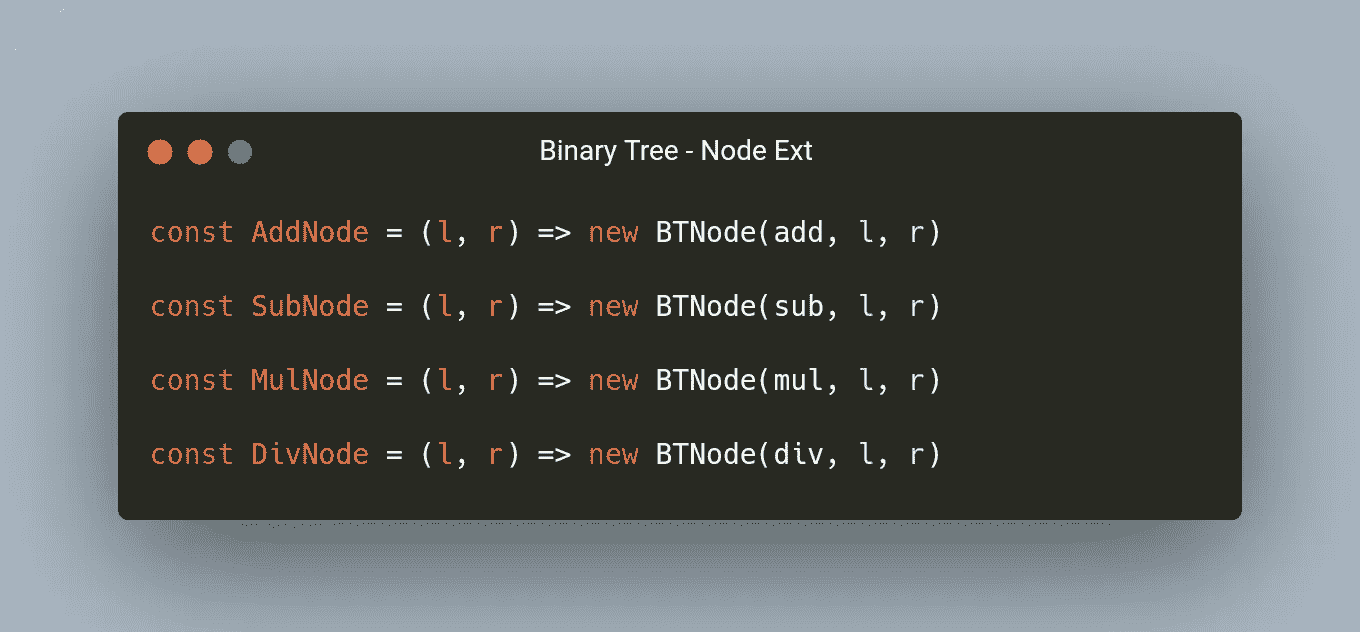 Binary Tree - Node Ext
const AddNode = (l, r) => new BTNode(add, l, r)
const SubNode = (l, r) => new BTNode(sub, l, r)
const MulNode = (l, r) => new BTNode(mul, l, r)
const DivNode = (l, r) => new BTNode(div, l, r)